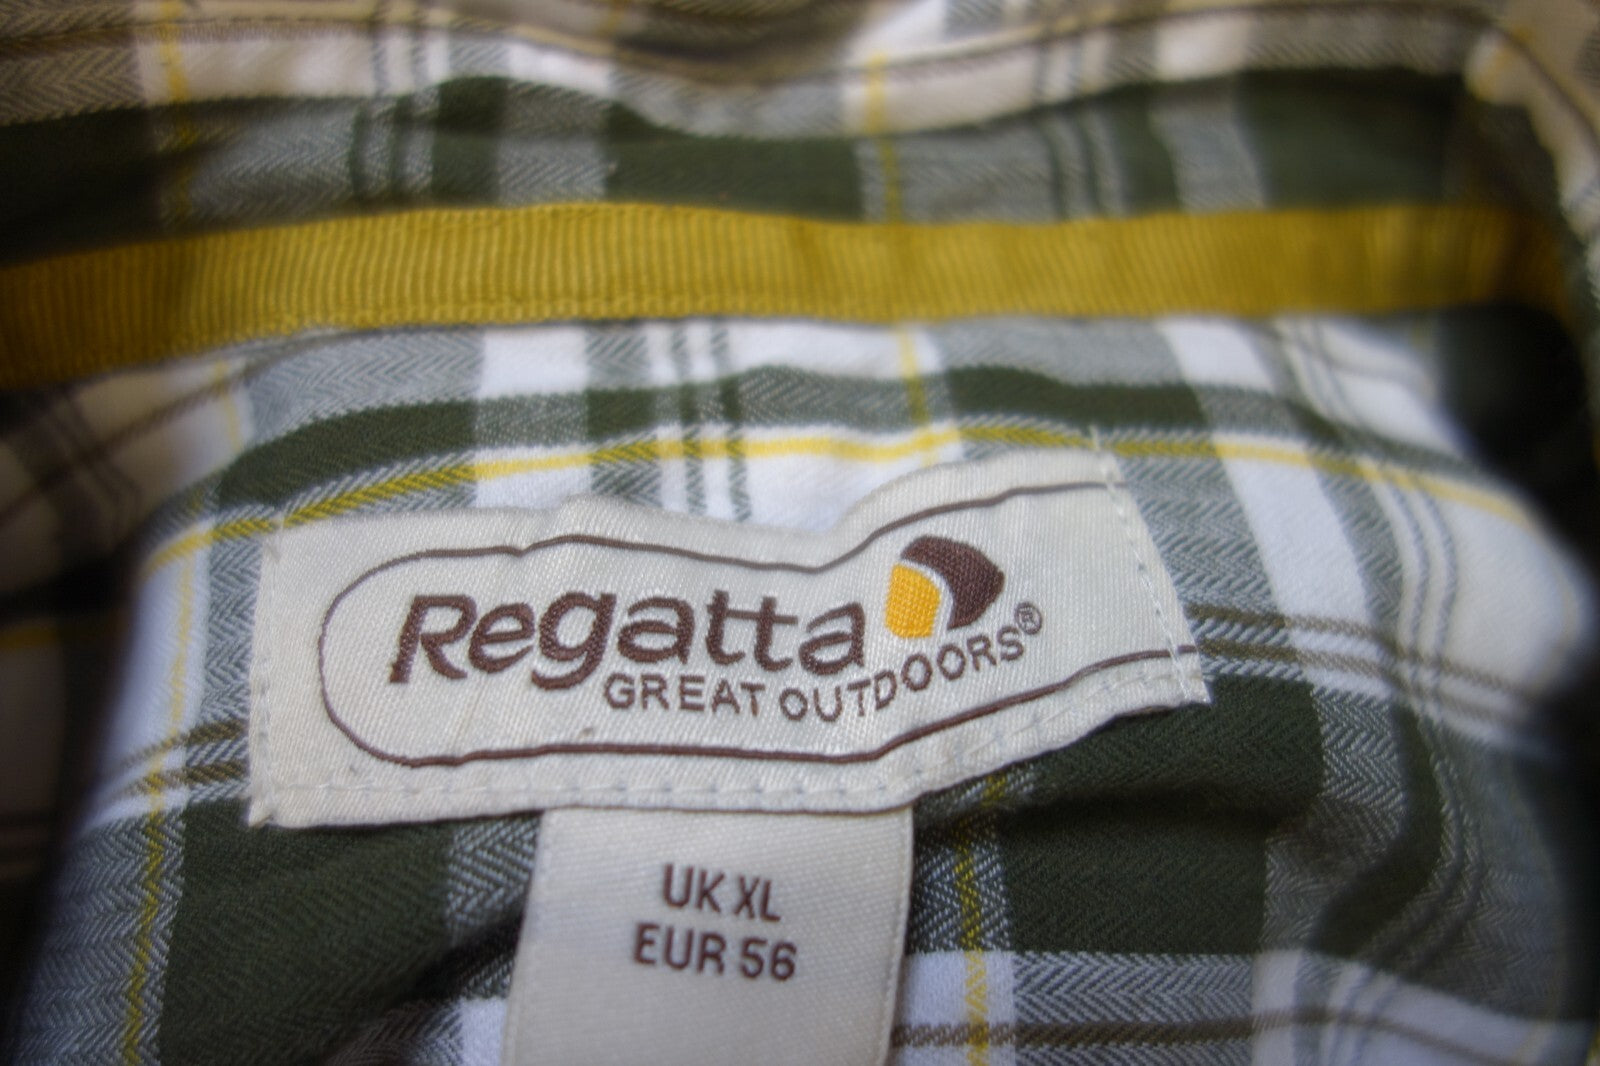 Regatta
GREAT OUTDOORS®
UK XL
EUR 56